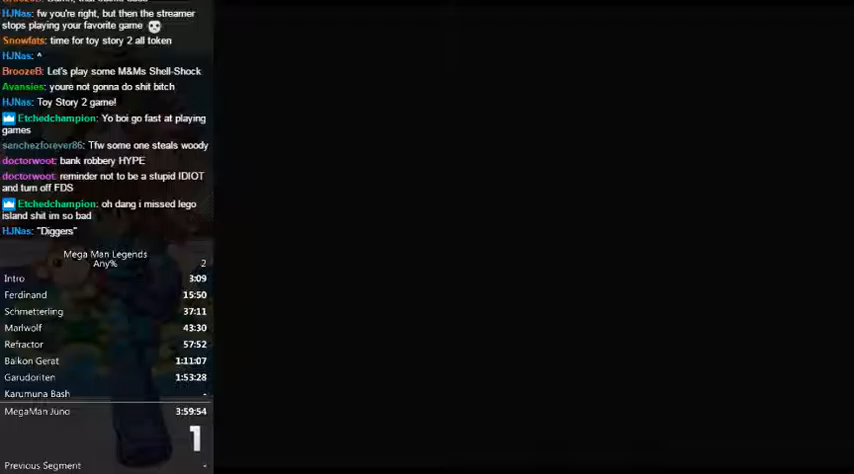 HJNas: fw you're right, but then the streamer
stops playing your favorite game
Snowfats: time for toy story 2 all token
HJNas: ^
BroozeB: Let's play some M&Ms Shell-Shock
Avansies: youre not gonna do shit bitch
HJNas: Toy Story 2 game!
Etchedchampion: Yo boi go fast at playing
games
sanchezforever86: Tfw some one steals woody
doctorwoot: bank robbery HYPE
doctorwoot: reminder not to be a stupid IDIOT
and turn off FDS
Etchedchampion: oh dang i missed lego
island shit im so bad
HJNas: "Diggers"
Mega Man Legends
Any% 2
Intro 3:09
Ferdinand 15:50
Schmetterling 37:11
Marlwolf 43:30
Refractor 57:52
Balkon Gerat 1:11:07
Garudoriten 1:53:28
Karumuna Bash -
MegaMan Juno 3:59:54
1
Previous Segment -